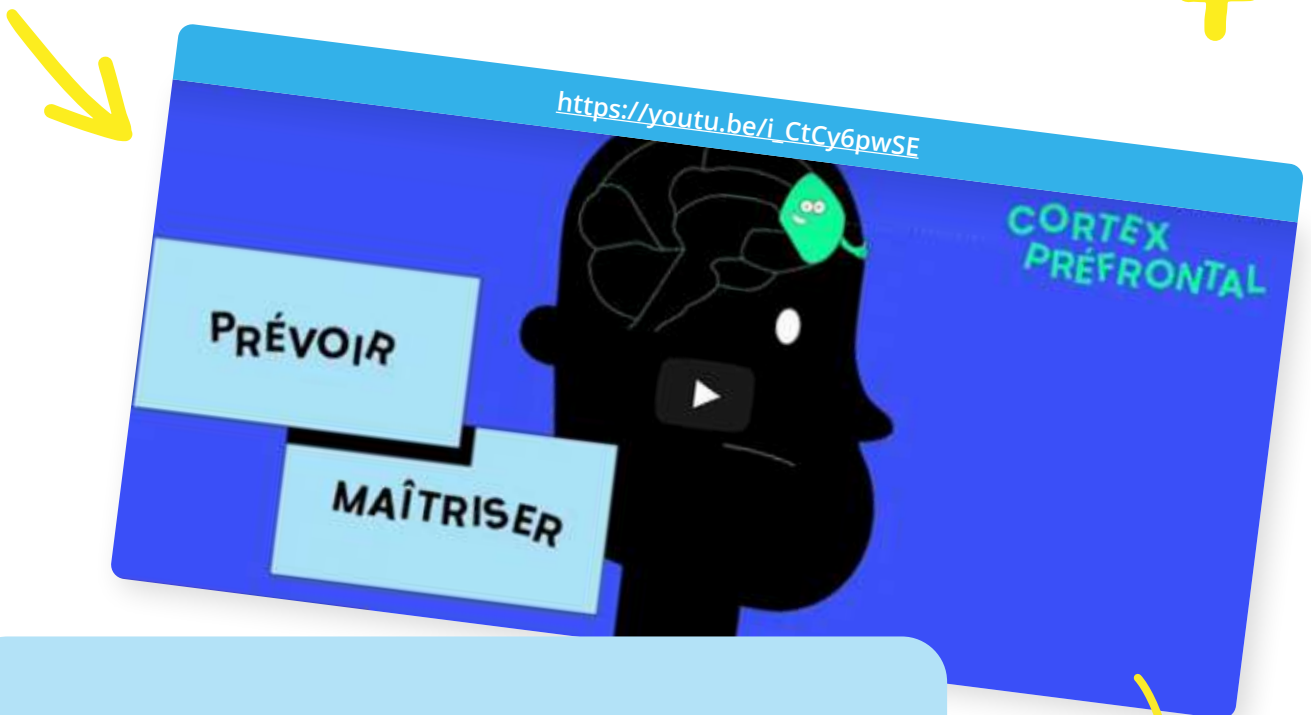 https://youtu.be/i_CtCy6pwSE
CORTEX
PRÉFRONTAL
PRÉVOIR
MAÎTRISER